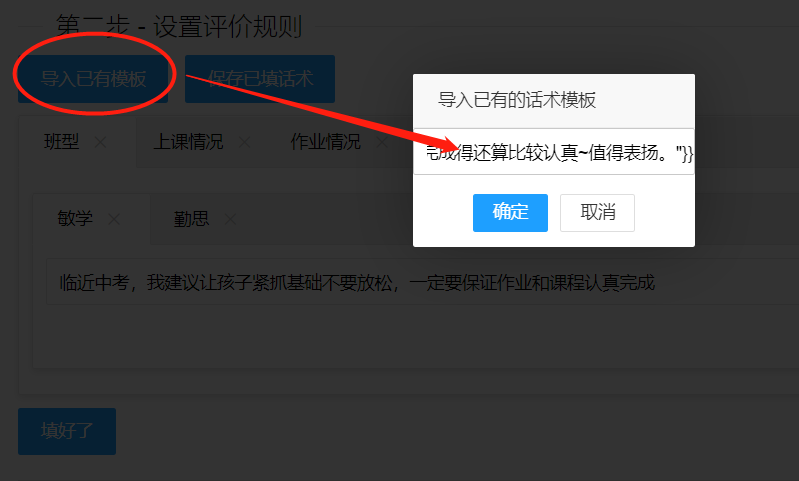 第二步 - 设置评价规则
导入已有模板
保存已填话术
班型
上课情况
作业情况
敏学
勤思
临近中考，我建议让孩子紧抓基础不要放松，一定要保证作业和课程认真完成
填好了
导入已有的话术模板
成得还算比较认真~值得表扬。"}}
确定
取消